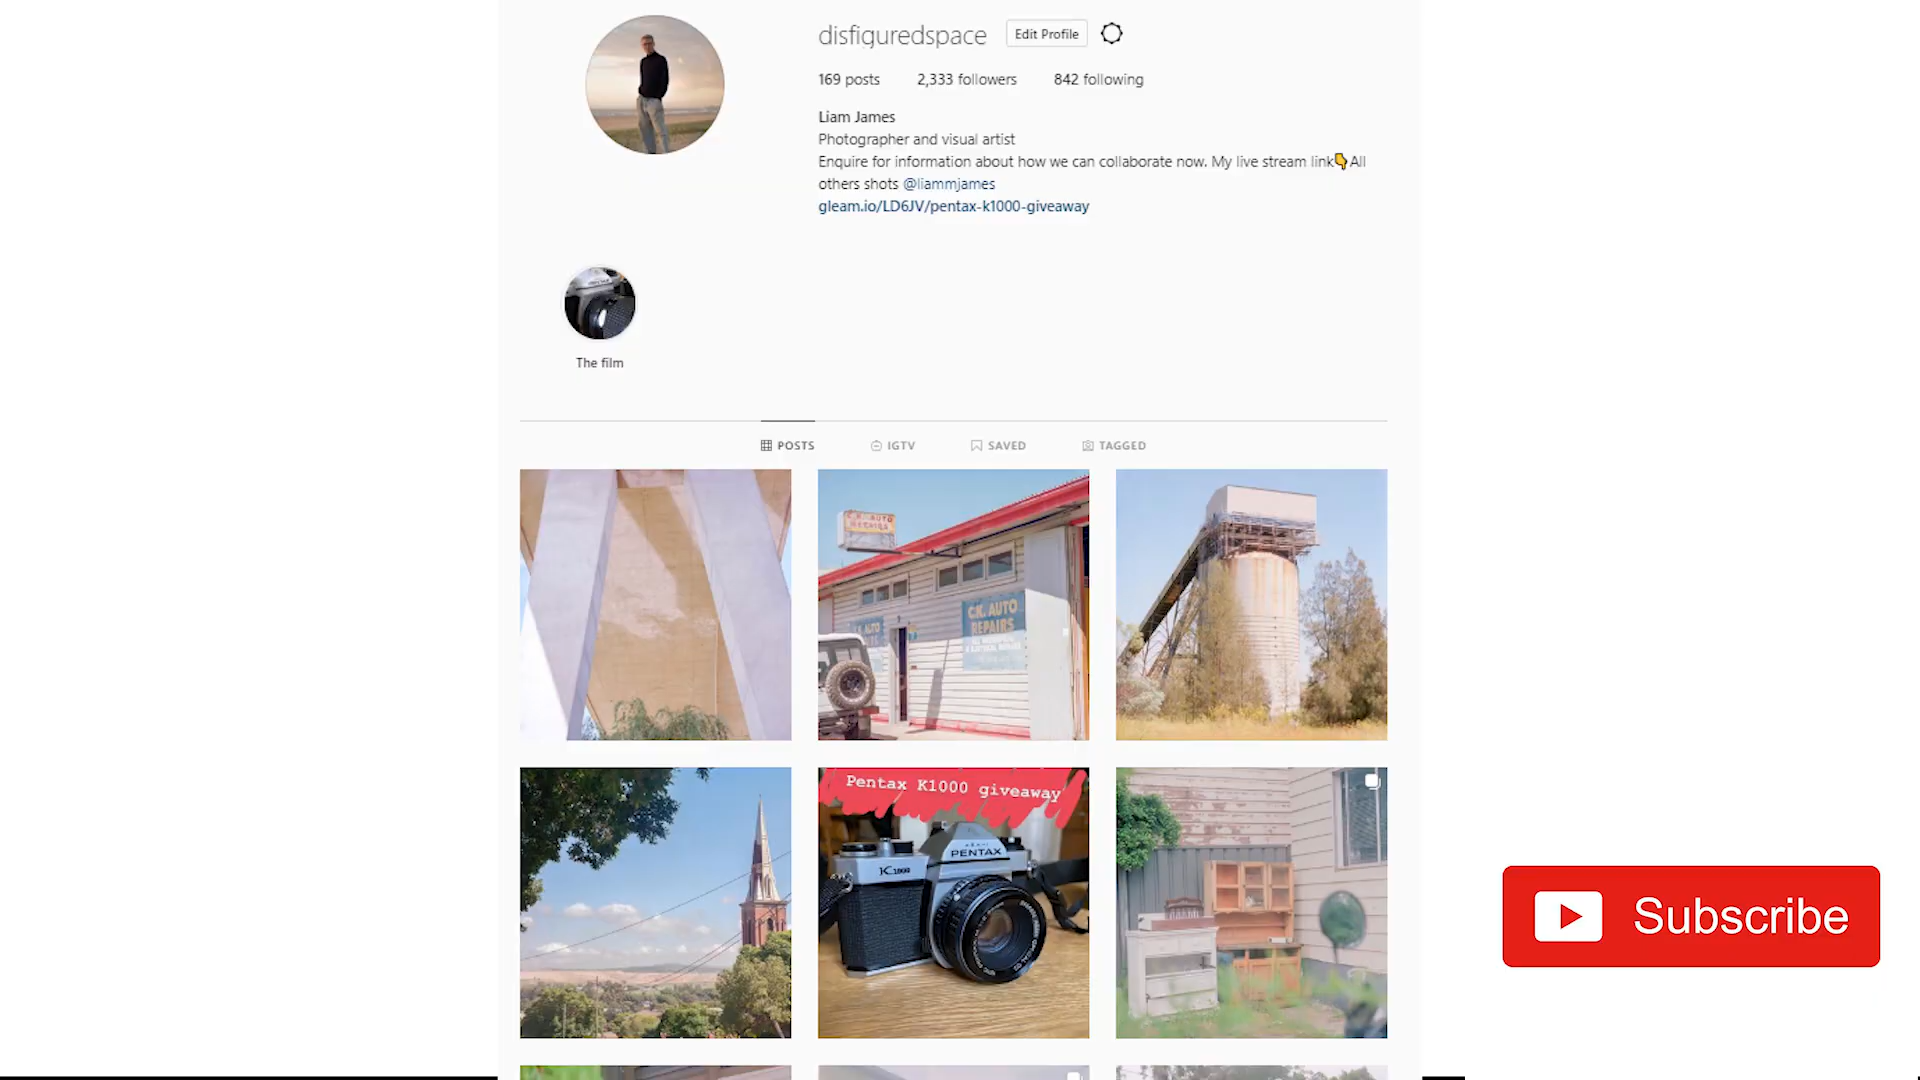 disfiguredspace Edit Profile
169 posts 2,333 followers 842 following
Liam James
Photographer and visual artist
Enquire for information about how we can collaborate now. My live stream link👇All
others shots @liammjames
gleam.io/LD6JV/pentax-k1000-giveaway
The film
POSTS IGTV SAVED TAGGED
C.K. AUTO
REPAIRS
C.K. AUTO
REPAIRS
Pentax K1000 giveaway
PENTAX
K1000
Subscribe